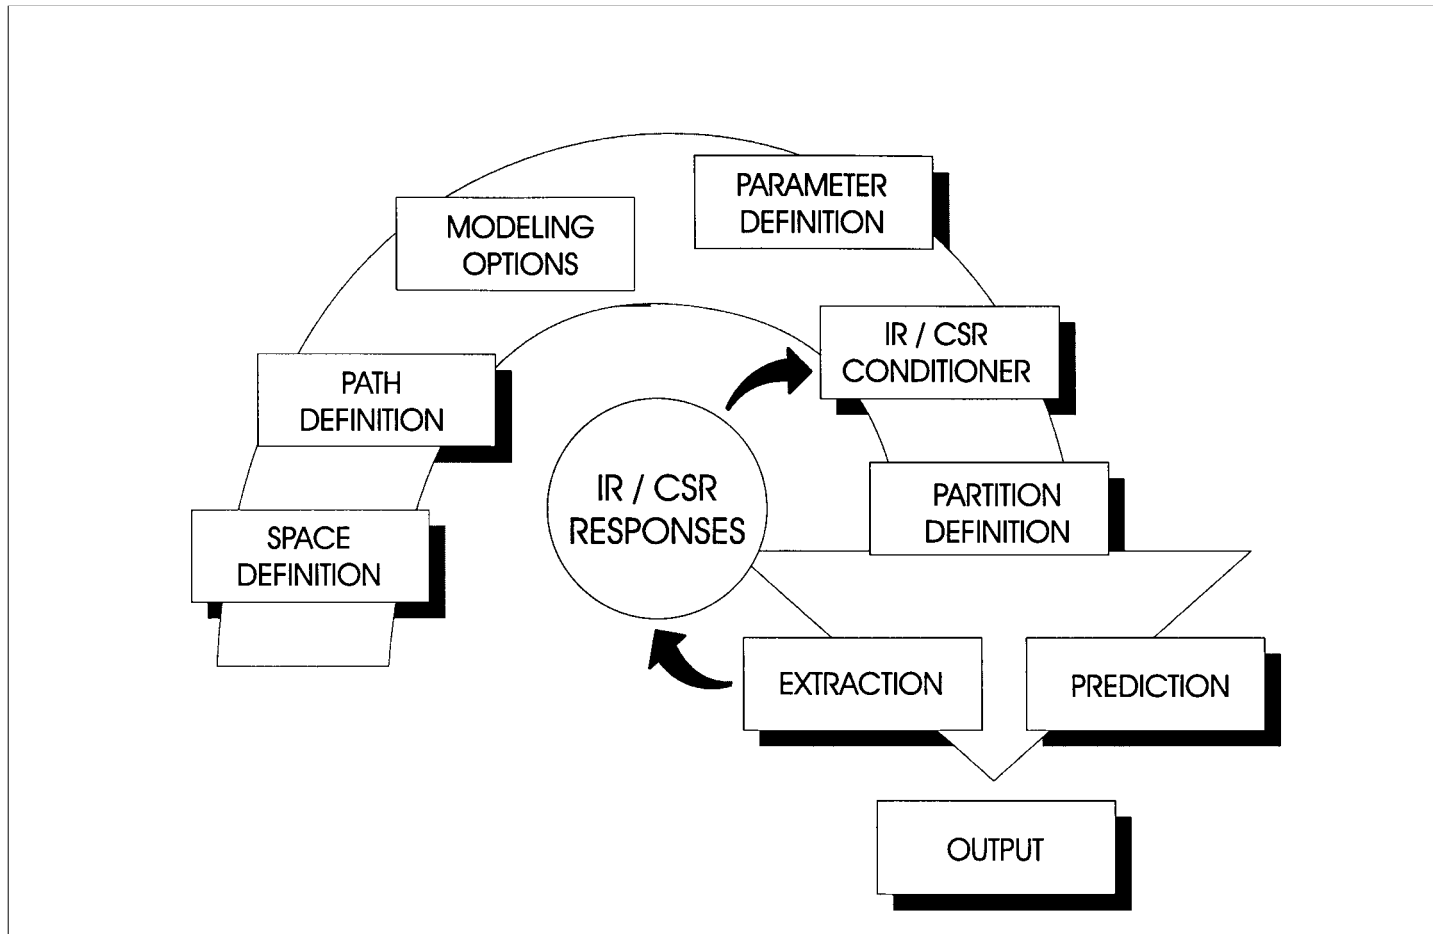 PARAMETER
DEFINITION
MODELING
OPTIONS
IR / CSR
CONDITIONER
PATH
DEFINITION
IR / CSR
RESPONSES
PARTITION
DEFINITION
SPACE
DEFINITION
EXTRACTION
PREDICTION
OUTPUT